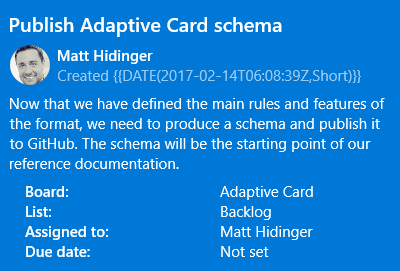 Publish Adaptive Card schema
Matt Hidinger
Created {{DATE(2017-02-14T06:08:39Z,Short)}}
Now that we have defined the main rules and features of
the format, we need to produce a schema and publish it
to GitHub. The schema will be the starting point of our
reference documentation.
Board: Adaptive Card
List: Backlog
Assigned to: Matt Hidinger
Due date: Not set